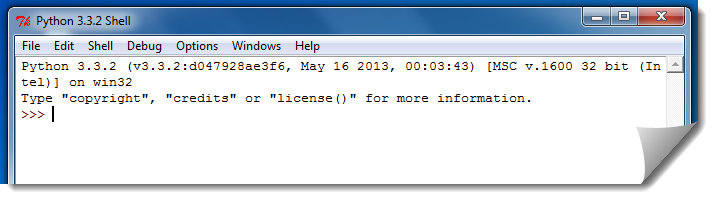 Python 3.3.2 Shell
File Edit Shell Debug Options Windows Help
Python 3.3.2 (v3.3.2:d047928ae3f6, May 16 2013, 00:03:43) [MSC v.1600 32 bit (In
tel)] on win32
Type "copyright", "credits" or "license()" for more information.
>>>